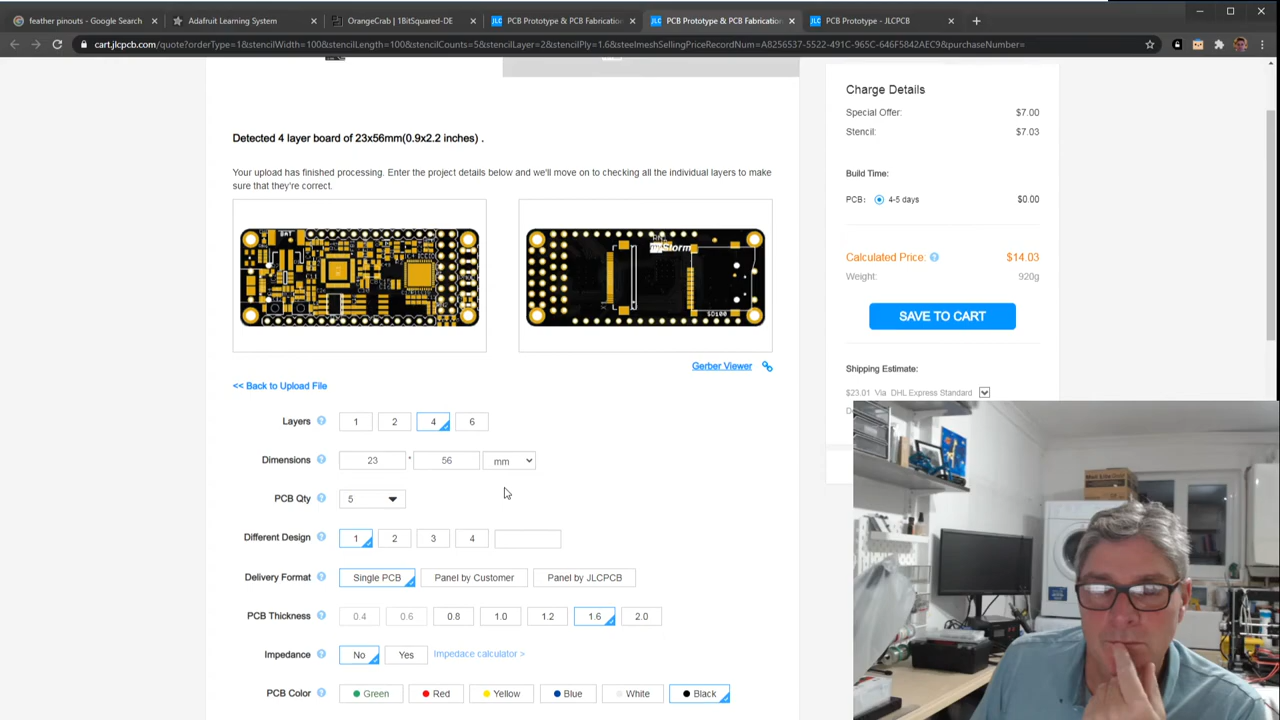 feather pinouts - Google Search
Adafruit Learning System
OrangeCrab | 1BitSquared-DE
PCB Prototype & PCB Fabrication
PCB Prototype & PCB Fabrication
PCB Prototype - JLCPCB
cart.jlcpcb.com/quote?orderType=1&stencilWidth=100&stencilLength=100&stencilCounts=5&stencilLayer=2&stencilPly=1.6&steelmeshSellingPriceRecordNum=A8256537-5522-491C-965C-646F5842AEC9&purchaseNumber=
Detected 4 layer board of 23x56mm(0.9x2.2 inches) .
Your upload has finished processing. Enter the project details below and we'll move on to checking all the individual layers to make
sure that they're correct.
BAT
Storm
SD100
Gerber Viewer
<< Back to Upload File
Layers ? 1 2 4 6
Dimensions ? 23 * 56 mm
PCB Qty ? 5
Different Design ? 1 2 3 4
Delivery Format ? Single PCB Panel by Customer Panel by JLCPCB
PCB Thickness ? 0.4 0.6 0.8 1.0 1.2 1.6 2.0
Impedance ? No Yes Impedace calculator >
PCB Color ? Green Red Yellow Blue White Black
Charge Details
Special Offer: $7.00
Stencil: $7.03
Build Time:
PCB: 4-5 days $0.00
Calculated Price: ? $14.03
Weight: 920g
SAVE TO CART
Shipping Estimate:
$23.01 Via DHL Express Standard